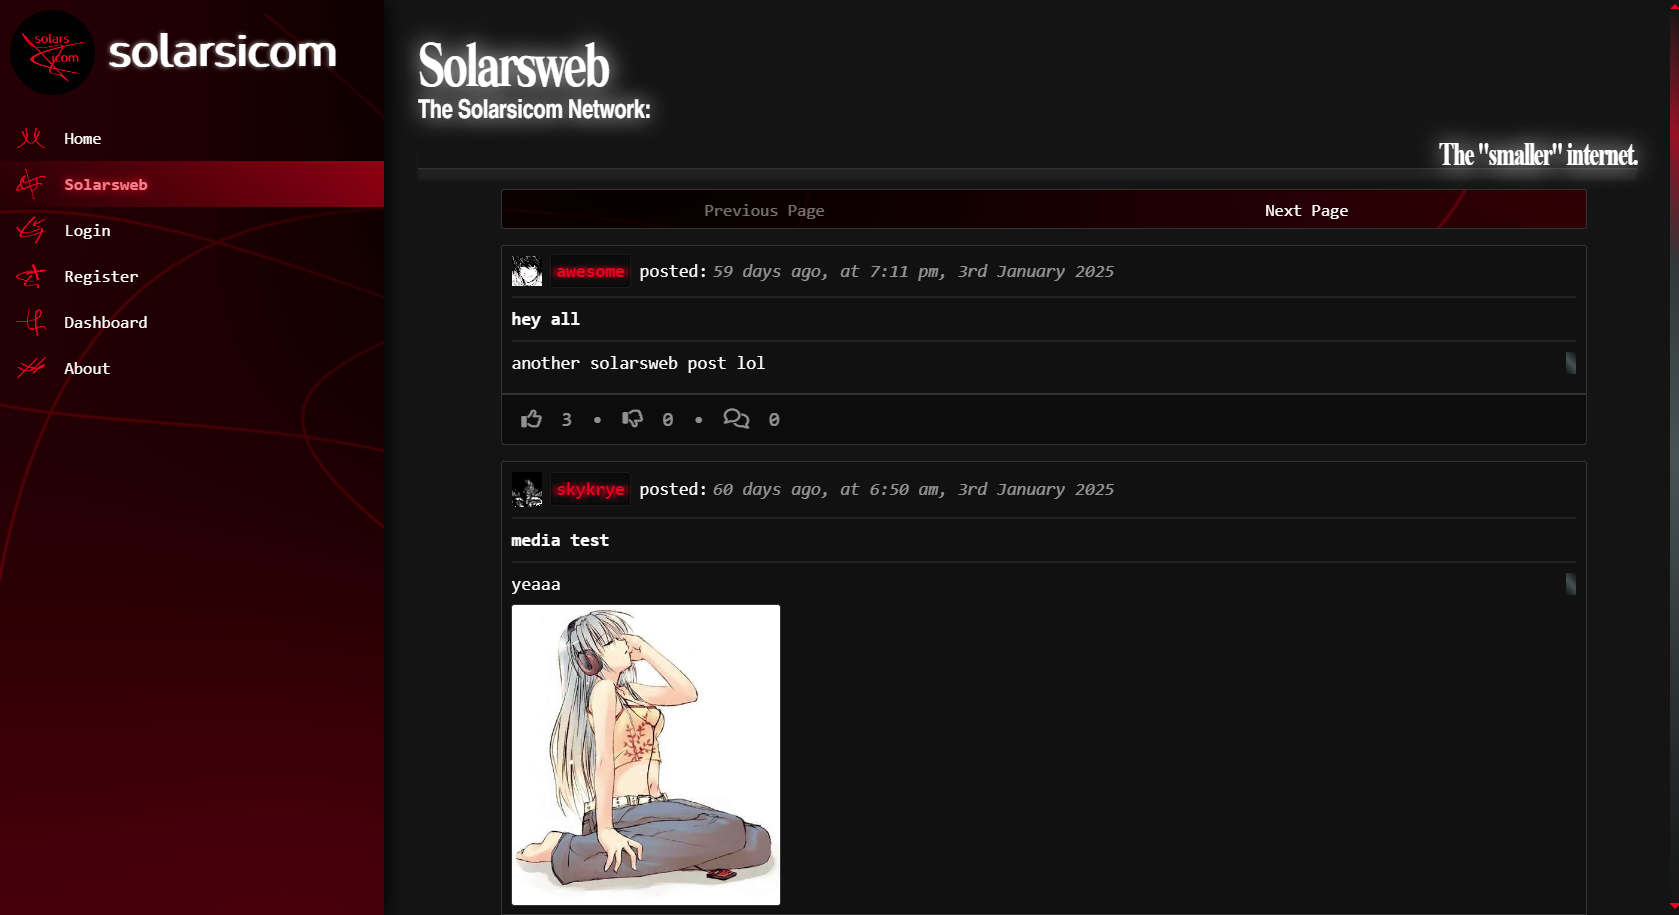 solars
icom
solarsicom
Home
Solarsweb
Login
Register
Dashboard
About
Solarsweb
The Solarsicom Network:
The "smaller" internet.
Previous Page
Next Page
awesome posted: 59 days ago, at 7:11 pm, 3rd January 2025
hey all
another solarsweb post lol
3 • 0 • 0
skykrye posted: 60 days ago, at 6:50 am, 3rd January 2025
media test
yeaaa